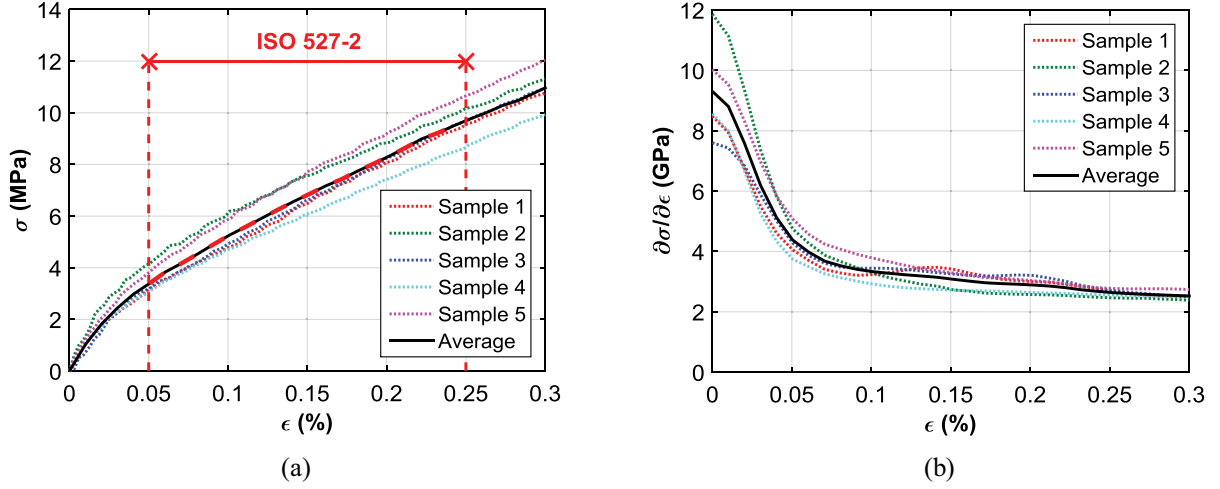 14
12
10
8
6
4
2
0
σ (MPa)
ISO 527-2
Sample 1
Sample 2
Sample 3
Sample 4
Sample 5
Average
0 0.05 0.1 0.15 0.2 0.25 0.3
ϵ (%)
(a)
12
10
8
6
4
2
0
∂σ/∂ϵ (GPa)
Sample 1
Sample 2
Sample 3
Sample 4
Sample 5
Average
0 0.05 0.1 0.15 0.2 0.25 0.3
ϵ (%)
(b)